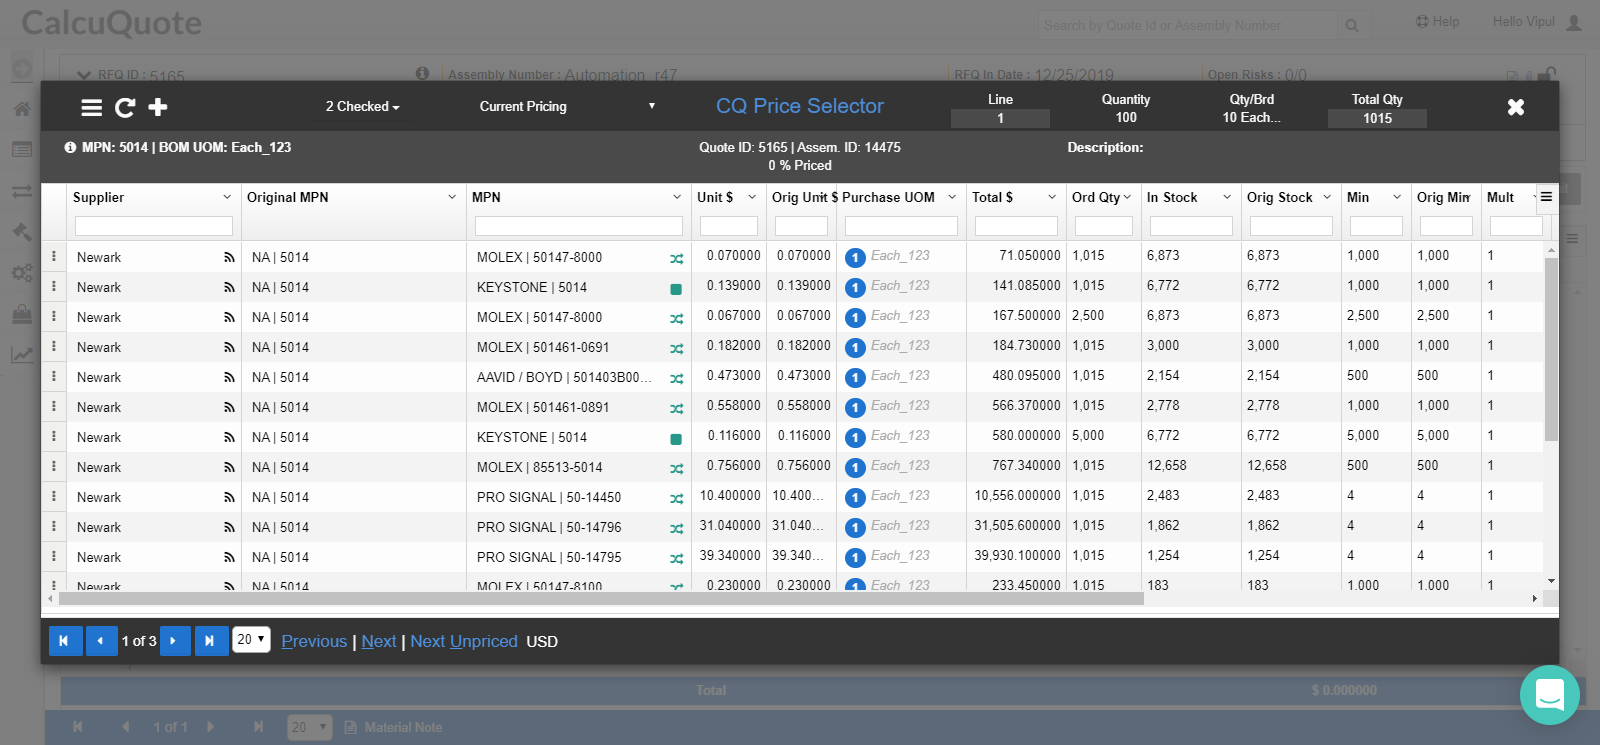 CalcuQuote
Search by Quote Id or Assembly Number
Help
Hello Vipul
RFQ ID : 5165
Assembly Number : Automation_r47
RFQ In Date : 12/25/2019
Open Risks : 0/0
2 Checked
Current Pricing
CQ Price Selector
Line
1
Quantity
100
Qty/Brd
10 Each...
Total Qty
1015
MPN: 5014 | BOM UOM: Each_123
Quote ID: 5165 | Assem. ID: 14475
0 % Priced
Description:
Supplier Original MPN MPN Unit $ Orig Unit $ Purchase UOM Total $ Ord Qty In Stock Orig Stock Min Orig Min Mult
Newark NA | 5014 MOLEX | 50147-8000 0.070000 0.070000 1 Each_123 71.050000 1,015 6,873 6,873 1,000 1,000 1
Newark NA | 5014 KEYSTONE | 5014 0.139000 0.139000 1 Each_123 141.085000 1,015 6,772 6,772 1,000 1,000 1
Newark NA | 5014 MOLEX | 50147-8000 0.067000 0.067000 1 Each_123 167.500000 2,500 6,873 6,873 2,500 2,500 1
Newark NA | 5014 MOLEX | 501461-0691 0.182000 0.182000 1 Each_123 184.730000 1,015 3,000 3,000 1,000 1,000 1
Newark NA | 5014 AAVID / BOYD | 501403B00... 0.473000 0.473000 1 Each_123 480.095000 1,015 2,154 2,154 500 500 1
Newark NA | 5014 MOLEX | 501461-0891 0.558000 0.558000 1 Each_123 566.370000 1,015 2,778 2,778 1,000 1,000 1
Newark NA | 5014 KEYSTONE | 5014 0.116000 0.116000 1 Each_123 580.000000 5,000 6,772 6,772 5,000 5,000 1
Newark NA | 5014 MOLEX | 85513-5014 0.756000 0.756000 1 Each_123 767.340000 1,015 12,658 12,658 500 500 1
Newark NA | 5014 PRO SIGNAL | 50-14450 10.400000 10.400... 1 Each_123 10,556.000000 1,015 2,483 2,483 4 4 1
Newark NA | 5014 PRO SIGNAL | 50-14796 31.040000 31.040... 1 Each_123 31,505.600000 1,015 1,862 1,862 4 4 1
Newark NA | 5014 PRO SIGNAL | 50-14795 39.340000 39.340... 1 Each_123 39,930.100000 1,015 1,254 1,254 4 4 1
Newark NA | 5014 MOLEX | 50147-8100 0.230000 0.230000 1 Each_123 233.450000 1,015 183 183 1,000 1,000 1
1 of 3 20 Previous | Next | Next Unpriced USD
Total $ 0.000000
1 of 1 20 Material Note